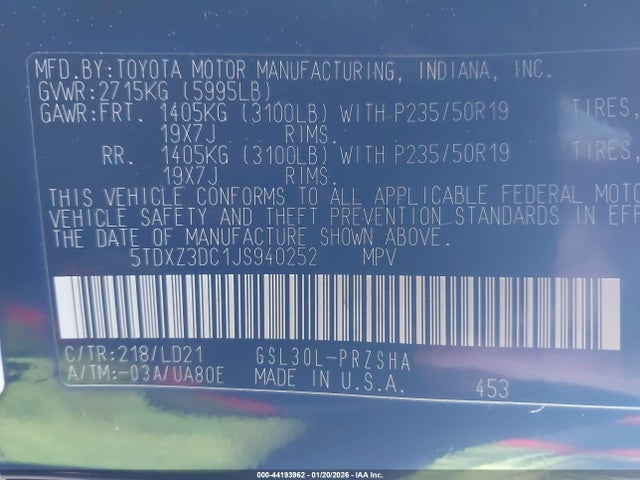 MFD.BY:TOYOTA MOTOR MANUFACTURING, INDIANA, INC.
GVWR:2715KG (5995LB)
GAWR:FRT. 1405KG (3100LB) WITH P235/50R19 TIRES,
19X7J RIMS.
RR. 1405KG (3100LB) WITH P235/50R19 TIRES,
19X7J RIMS.
THIS VEHICLE CONFORMS TO ALL APPLICABLE FEDERAL MOTO
VEHICLE SAFETY AND THEFT PREVENTION STANDARDS IN EFFE
THE DATE OF MANUFACTURE SHOWN ABOVE.
5TDXZ3DC1JS940252 MPV
C/TR:218/LD21 GSL30L-PRZSHA
A/TM:-03A/UA80E MADE IN U.S.A. 453
000-44193962 - 01/20/2026 - IAA Inc.